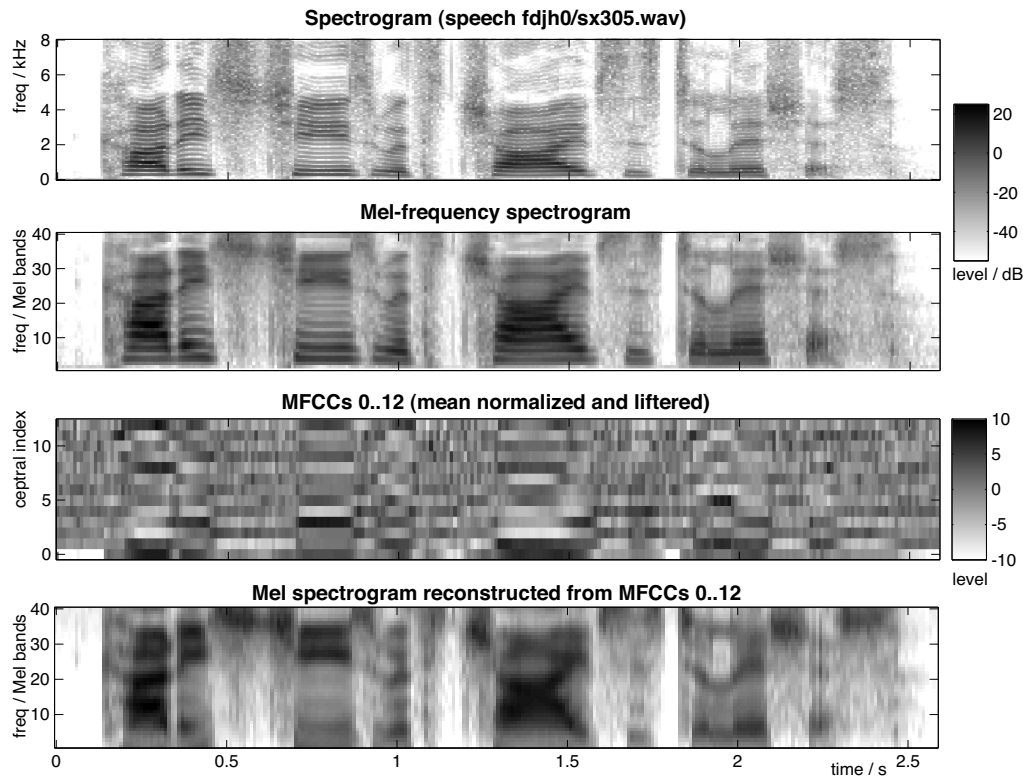 Spectrogram (speech fdjh0/sx305.wav)
freq / kHz
8
6
4
2
0
20
0
-20
-40
level / dB
Mel-frequency spectrogram
freq / Mel bands
40
30
20
10
MFCCs 0..12 (mean normalized and liftered)
ceptral index
10
5
0
10
5
0
-5
-10
level
Mel spectrogram reconstructed from MFCCs 0..12
freq / Mel bands
40
30
20
10
0 0.5 1 1.5 2 2.5
time / s